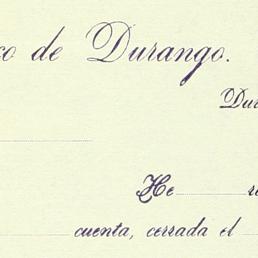 co de Durango.
Dur
He
cuenta, cerrada el